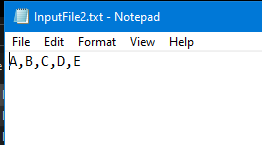 InputFile2.txt - Notepad
File Edit Format View Help
A,B,C,D,E